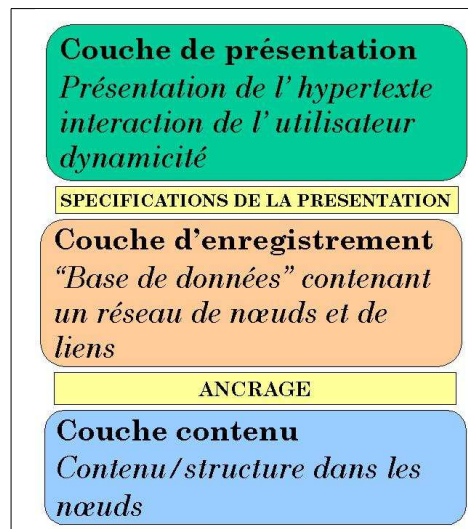 Couche de présentation
Présentation de l' hypertexte
interaction de l' utilisateur
dynamicité
SPECIFICATIONS DE LA PRESENTATION
Couche d'enregistrement
“Base de données” contenant
un réseau de nœuds et de
liens
ANCRAGE
Couche contenu
Contenu/structure dans les
nœuds